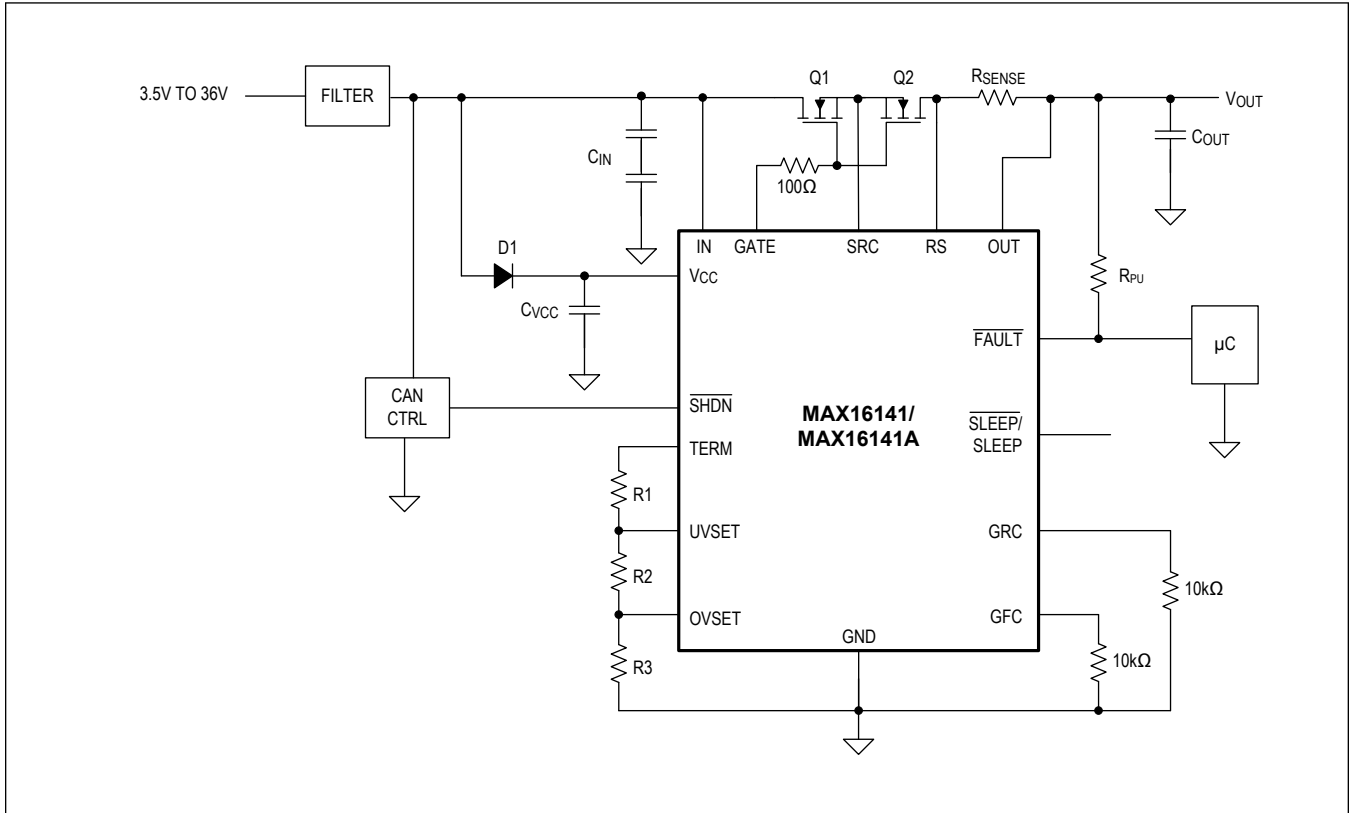 Q1
Q2
RSENSE
3.5V TO 36V
FILTER
VOUT
CIN
COUT
100Ω
IN
GATE
SRC
RS
OUT
D1
VCC
RPU
CVCC
FAULT
µC
CAN
CTRL
SHDN
MAX16141/
MAX16141A
SLEEP/
SLEEP
TERM
R1
UVSET
GRC
R2
10kΩ
OVSET
GFC
GND
R3
10kΩ